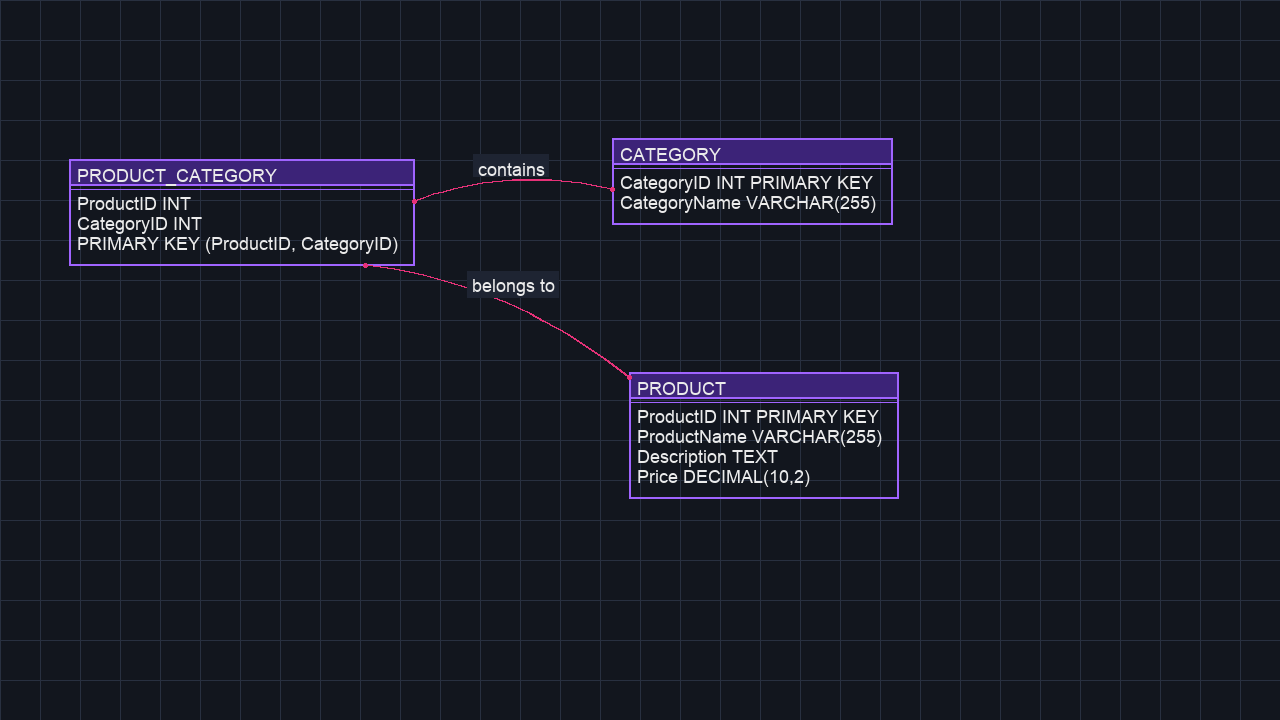 PRODUCT_CATEGORY
ProductID INT
CategoryID INT
PRIMARY KEY (ProductID, CategoryID)
contains
CATEGORY
CategoryID INT PRIMARY KEY
CategoryName VARCHAR(255)
belongs to
PRODUCT
ProductID INT PRIMARY KEY
ProductName VARCHAR(255)
Description TEXT
Price DECIMAL(10,2)